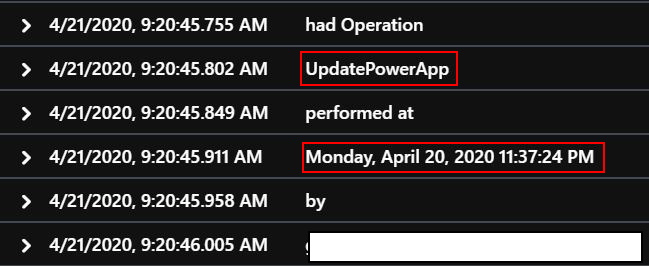 4/21/2020, 9:20:45.755 AM had Operation
4/21/2020, 9:20:45.802 AM UpdatePowerApp
4/21/2020, 9:20:45.849 AM performed at
4/21/2020, 9:20:45.911 AM Monday, April 20, 2020 11:37:24 PM
4/21/2020, 9:20:45.958 AM by
4/21/2020, 9:20:46.005 AM